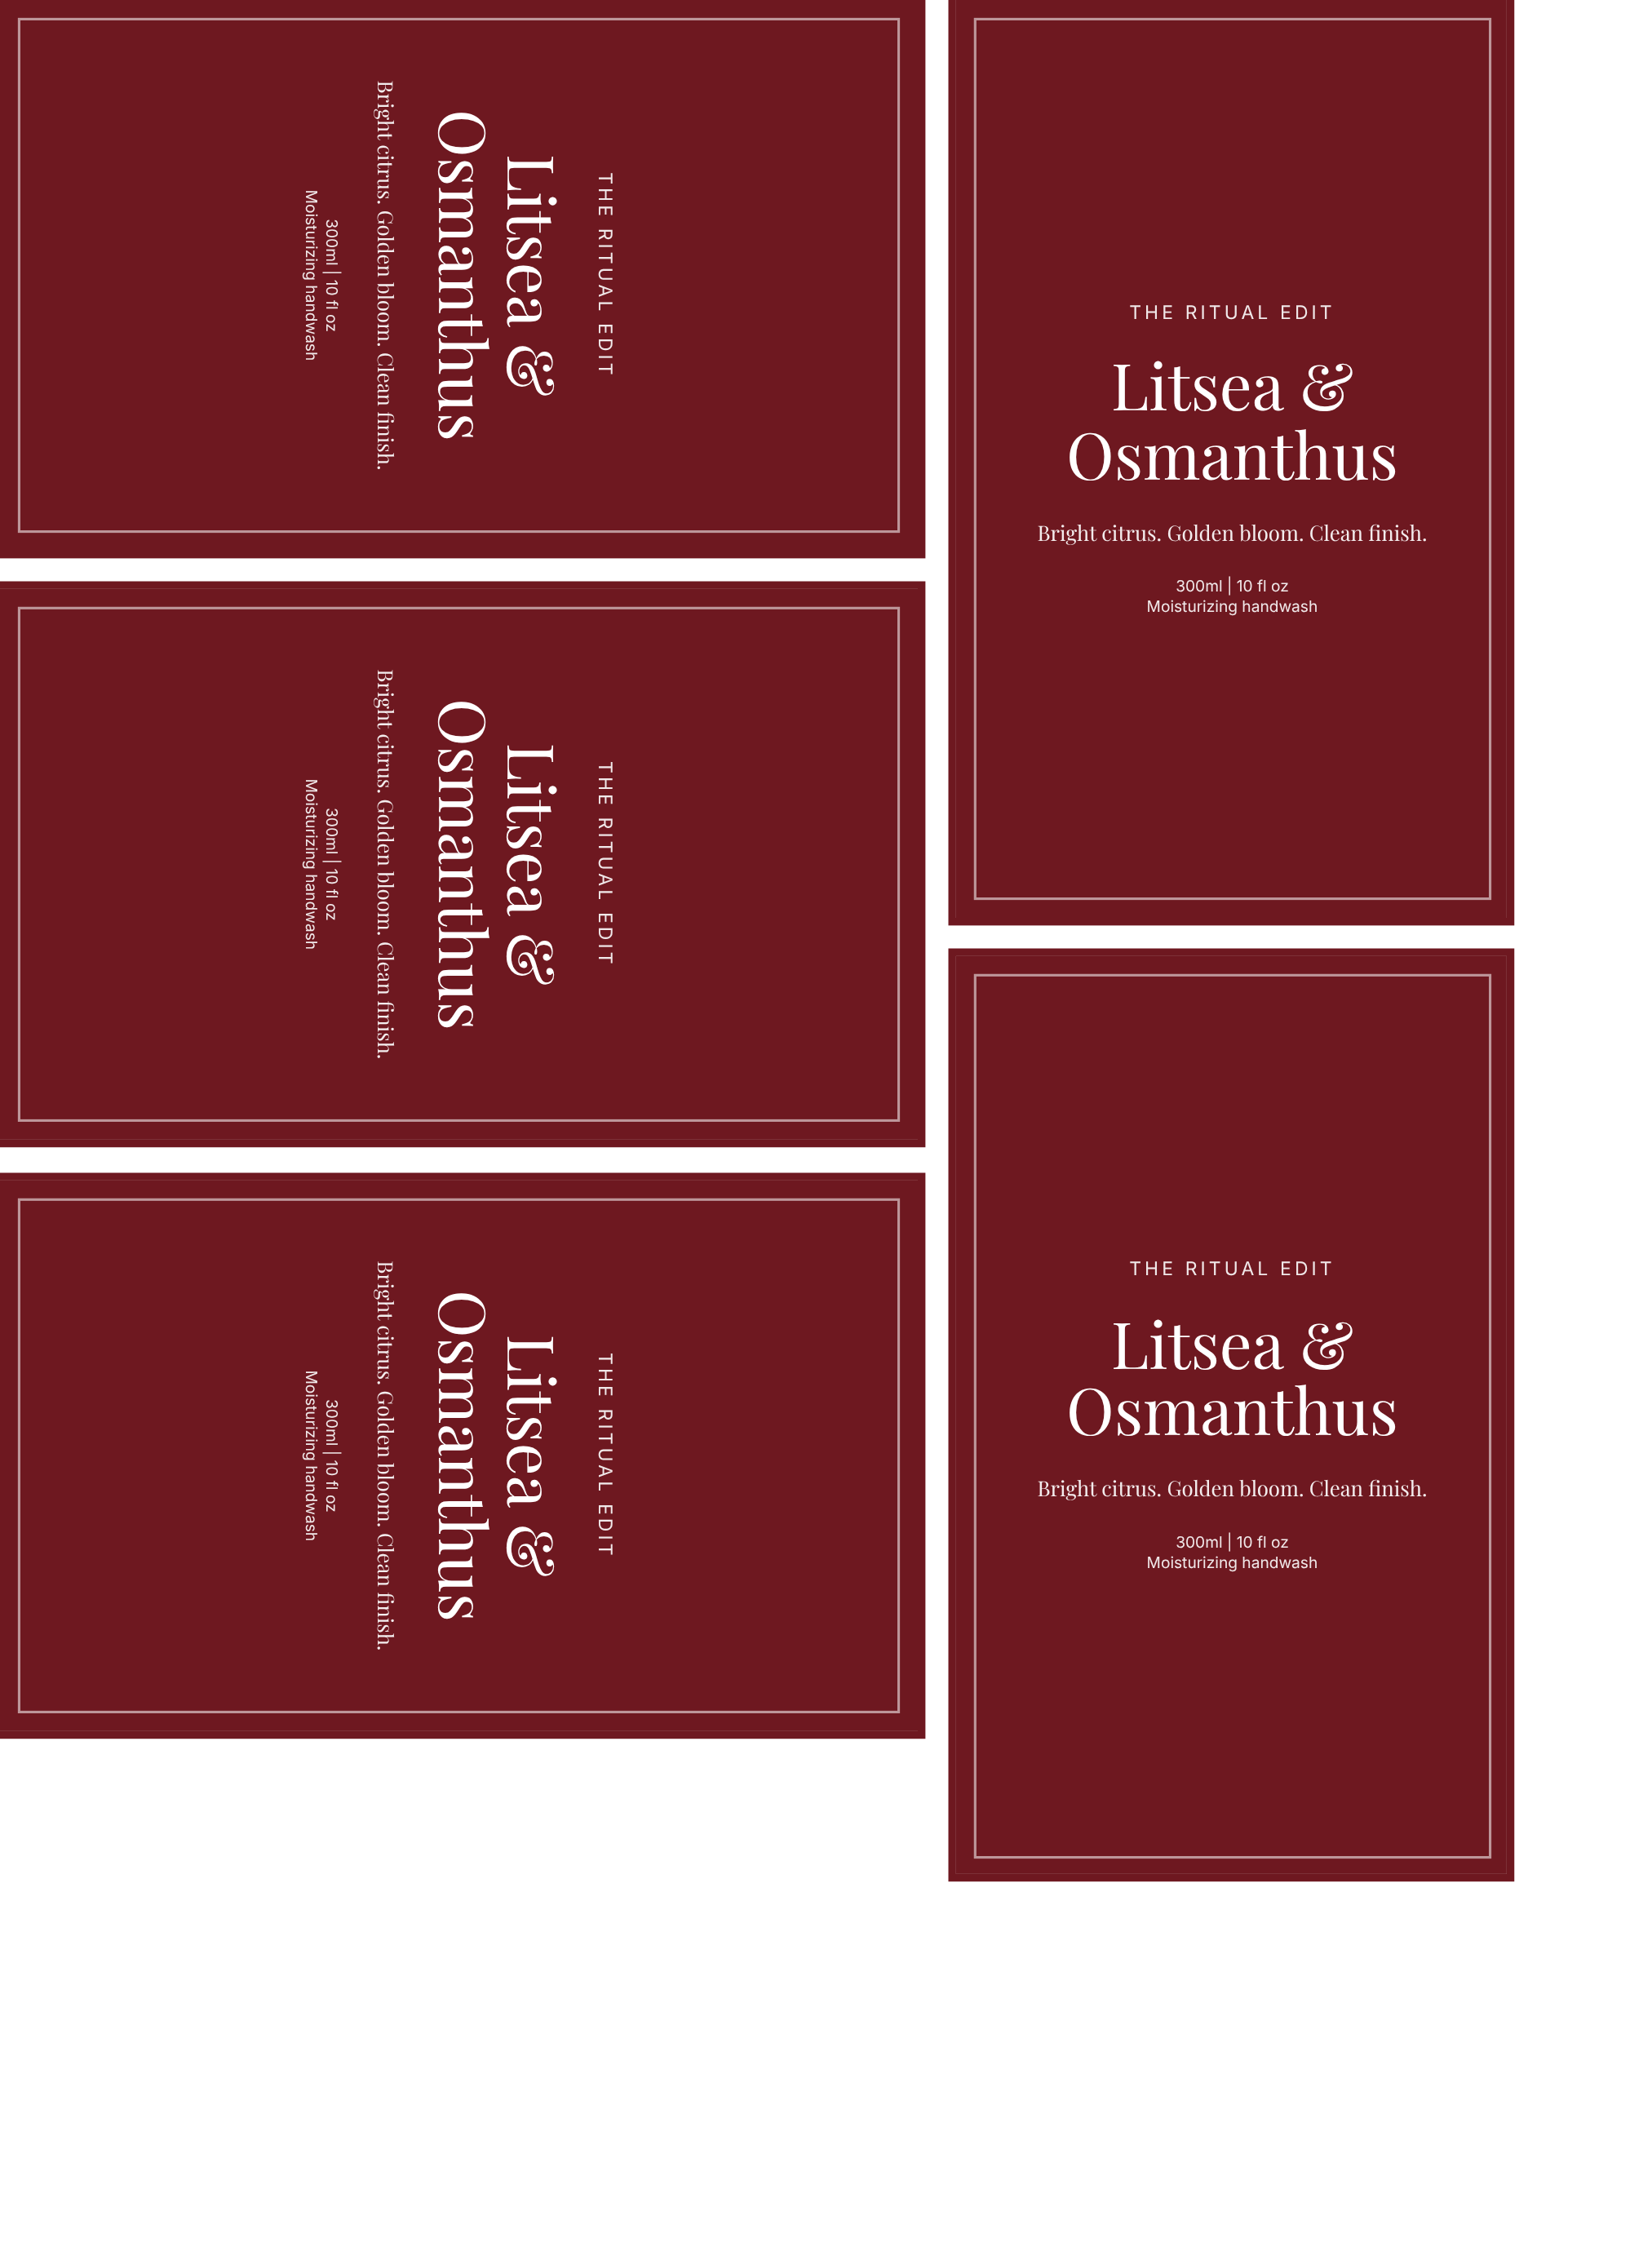 THE RITUAL EDIT
Litsea &
Osmanthus
Bright citrus. Golden bloom. Clean finish.
300ml | 10 fl oz
Moisturizing handwash
THE RITUAL EDIT
Litsea &
Osmanthus
Bright citrus. Golden bloom. Clean finish.
300ml | 10 fl oz
Moisturizing handwash
THE RITUAL EDIT
Litsea &
Osmanthus
Bright citrus. Golden bloom. Clean finish.
300ml | 10 fl oz
Moisturizing handwash
THE RITUAL EDIT
Litsea &
Osmanthus
Bright citrus. Golden bloom. Clean finish.
300ml | 10 fl oz
Moisturizing handwash
THE RITUAL EDIT
Litsea &
Osmanthus
Bright citrus. Golden bloom. Clean finish.
300ml | 10 fl oz
Moisturizing handwash